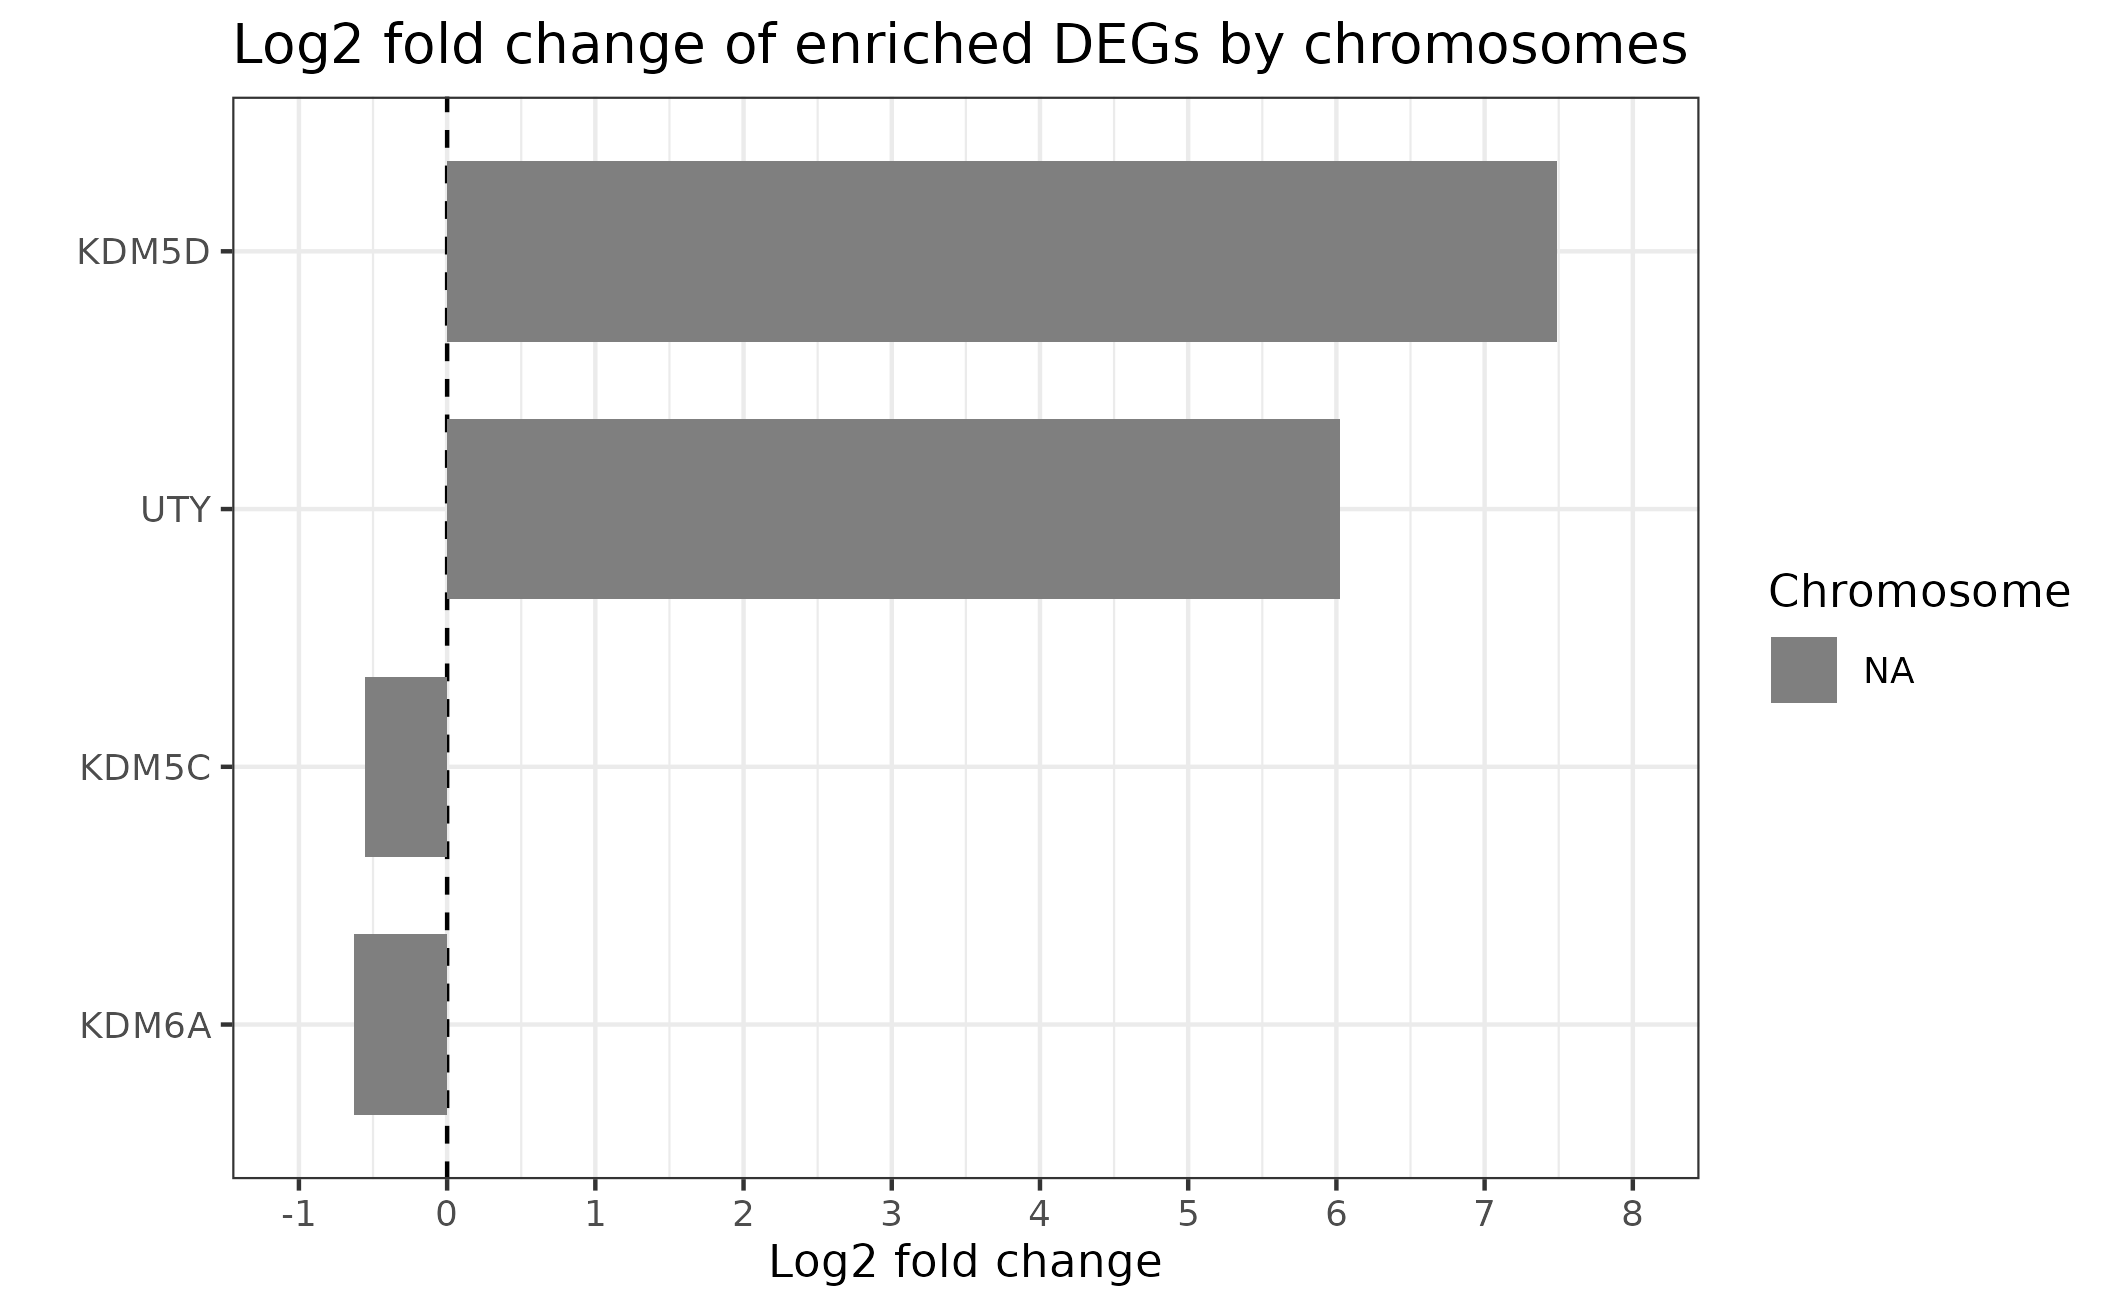 Log2 fold change of enriched DEGs by chromosomes
KDM5D
UTY
KDM5C
KDM6A
-1 0 1 2 3 4 5 6 7 8
Log2 fold change
Chromosome
NA